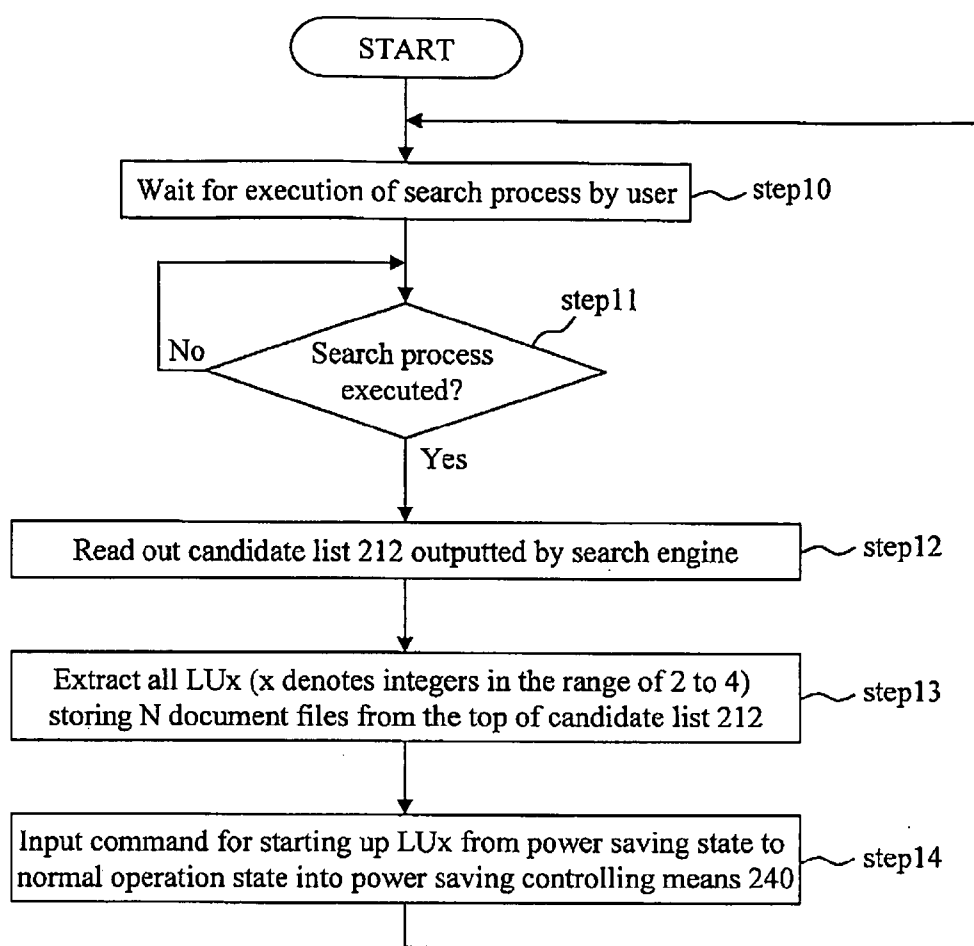 START
Wait for execution of search process by user
step10
step11
No
Search process
executed?
Yes
Read out candidate list 212 outputted by search engine
step12
Extract all LUx (x denotes integers in the range of 2 to 4)
storing N document files from the top of candidate list 212
step13
Input command for starting up LUx from power saving state to
normal operation state into power saving controlling means 240
step14